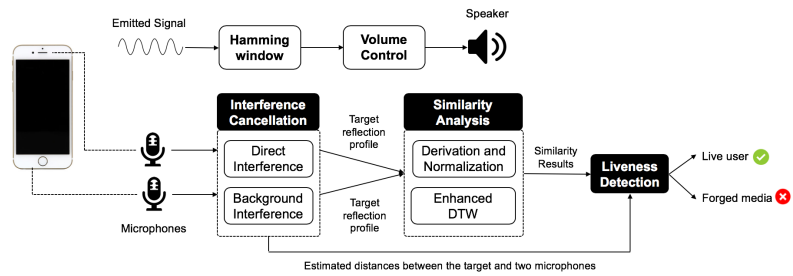 Emitted Signal
Hamming
window
Volume
Control
Speaker
Microphones
Interference
Cancellation
Direct
Interference
Background
Interference
Target
reflection
profile
Target
reflection
profile
Similarity
Analysis
Derivation and
Normalization
Enhanced
DTW
Similarity
Results
Liveness
Detection
Live user
Forged media
Estimated distances between the target and two microphones